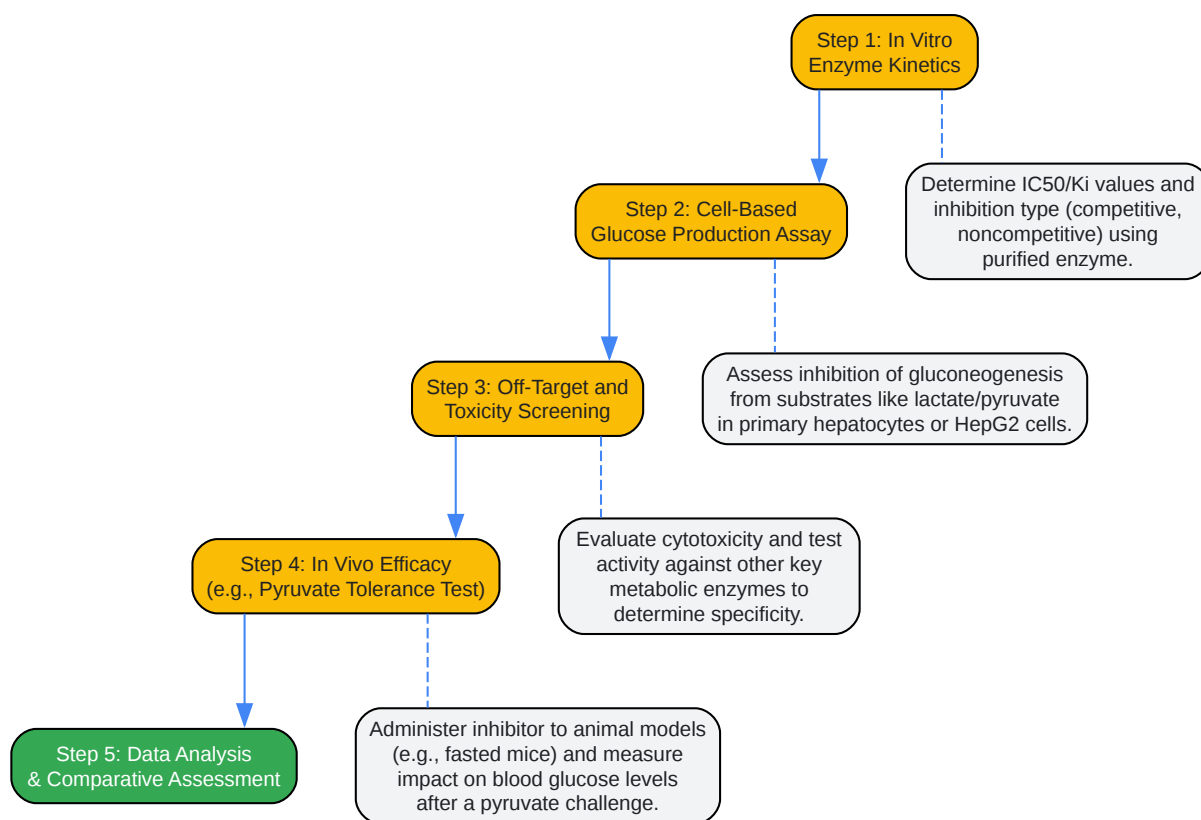 Step 1: In Vitro
Enzyme Kinetics
Determine IC50/Ki values and
inhibition type (competitive,
noncompetitive) using
purified enzyme.
Step 2: Cell-Based
Glucose Production Assay
Assess inhibition of gluconeogenesis
from substrates like lactate/pyruvate
in primary hepatocytes or HepG2 cells.
Step 3: Off-Target and
Toxicity Screening
Evaluate cytotoxicity and test
activity against other key
metabolic enzymes to
determine specificity.
Step 4: In Vivo Efficacy
(e.g., Pyruvate Tolerance Test)
Administer inhibitor to animal models
(e.g., fasted mice) and measure
impact on blood glucose levels
after a pyruvate challenge.
Step 5: Data Analysis
& Comparative Assessment